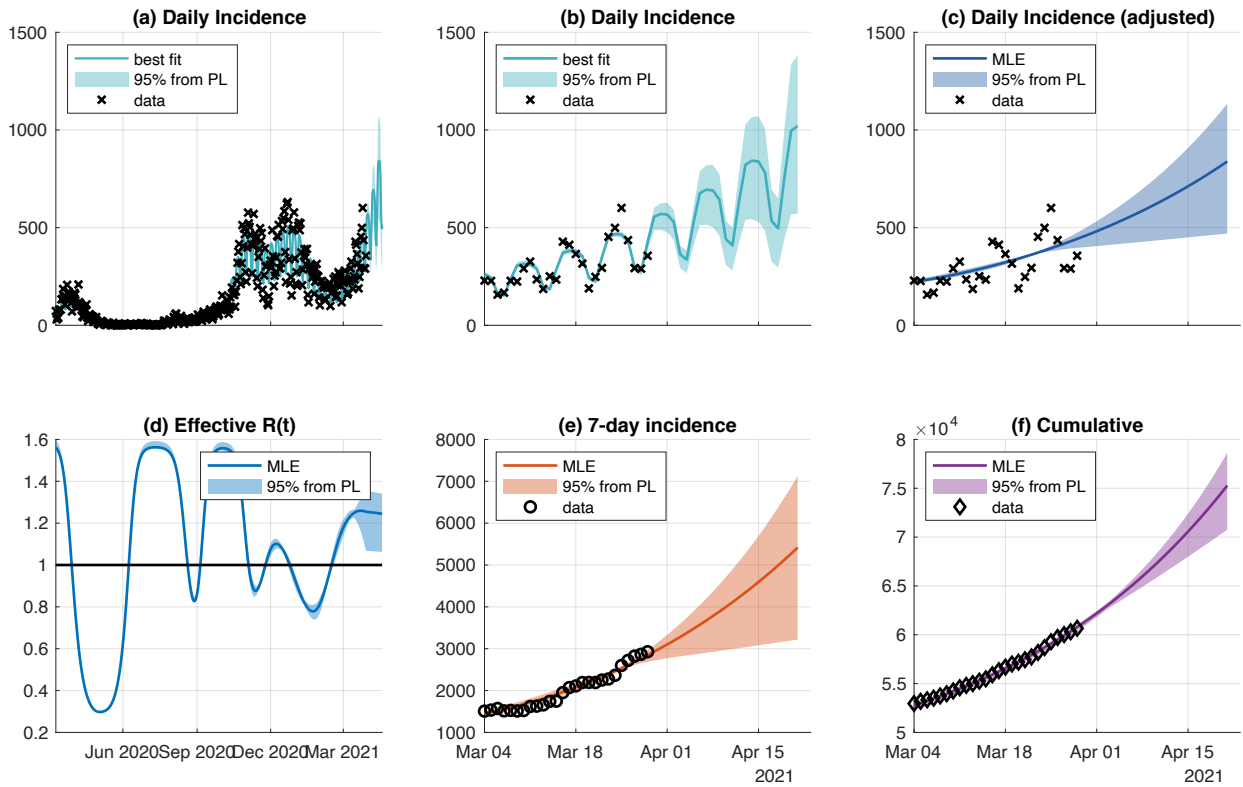 (a) Daily Incidence
1500
1000
500
0
best fit
95% from PL
data
(b) Daily Incidence
1500
1000
500
0
best fit
95% from PL
data
Mar 04
Mar 18
Apr 01
Apr 15
2021
(c) Daily Incidence (adjusted)
1500
1000
500
0
MLE
95% from PL
data
(d) Effective R(t)
1.6
1.4
1.2
1
0.8
0.6
0.4
0.2
MLE
95% from PL
Jun 2020 Sep 2020 Dec 2020 Mar 2021
(e) 7-day incidence
8000
7000
6000
5000
4000
3000
2000
1000
MLE
95% from PL
data
(f) Cumulative
×10⁴
8
7.5
7
6.5
6
5.5
5
MLE
95% from PL
data
Mar 04 Mar 18 Apr 01 Apr 15
2021